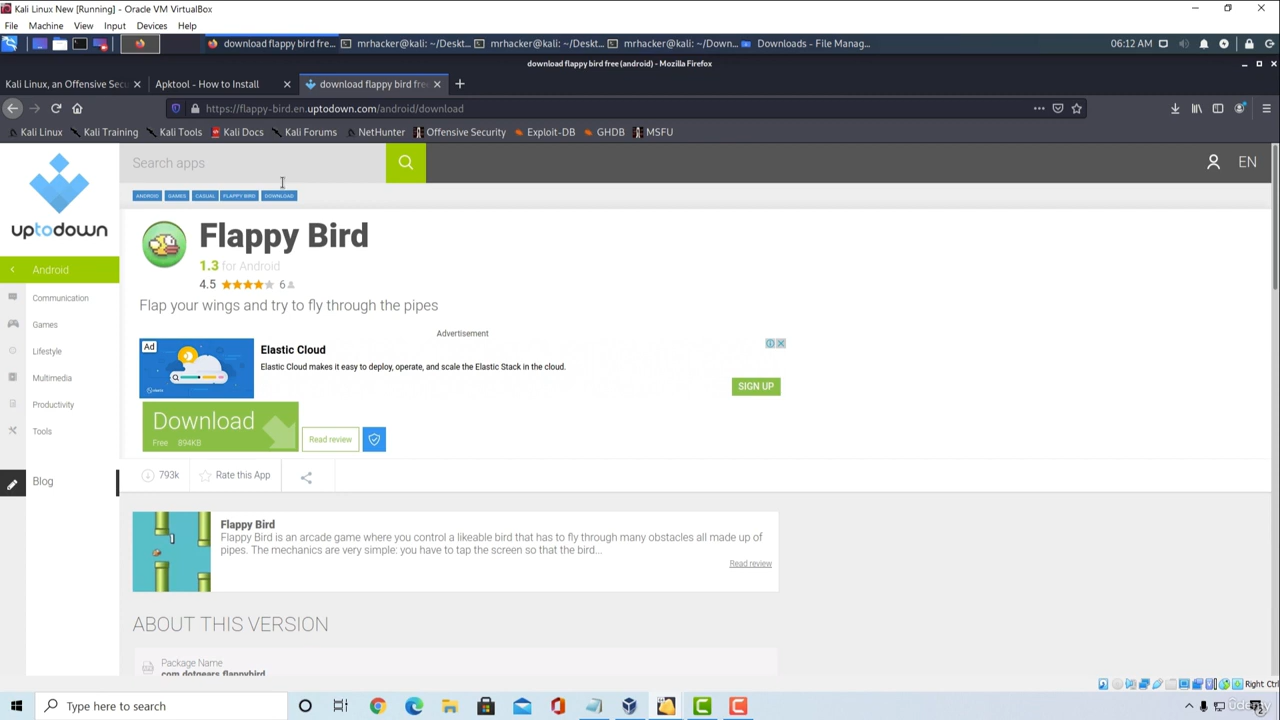 Kali Linux New [Running] - Oracle VM VirtualBox
File Machine View Input Devices Help
download flappy bird fre... mrhacker@kali: ~/Deskt... mrhacker@kali: ~/Deskt... mrhacker@kali: ~/Down... Downloads - File Manag... 06:12 AM
download flappy bird free (android) - Mozilla Firefox
Kali Linux, an Offensive Sec Apktool - How to Install download flappy bird free
https://flappy-bird.en.uptodown.com/android/download
Kali Linux Kali Training Kali Tools Kali Docs Kali Forums NetHunter Offensive Security Exploit-DB GHDB MSFU
Search apps EN
ANDROID GAMES CASUAL FLAPPY BIRD DOWNLOAD
uptodown
Flappy Bird
1.3 for Android
4.5 6
Flap your wings and try to fly through the pipes
Android
Communication
Games
Lifestyle
Multimedia
Productivity
Tools
Blog
Advertisement
Ad
Elastic Cloud
Elastic Cloud makes it easy to deploy, operate, and scale the Elastic Stack in the cloud.
SIGN UP
Download
Free 894KB
Read review
793k Rate this App
Flappy Bird
Flappy Bird is an arcade game where you control a likeable bird that has to fly through many obstacles all made up of
pipes. The mechanics are very simple: you have to tap the screen so that the bird...
Read review
ABOUT THIS VERSION
Package Name
com.dotgears.flappybird
Right Ctrl
Type here to search
Udemy